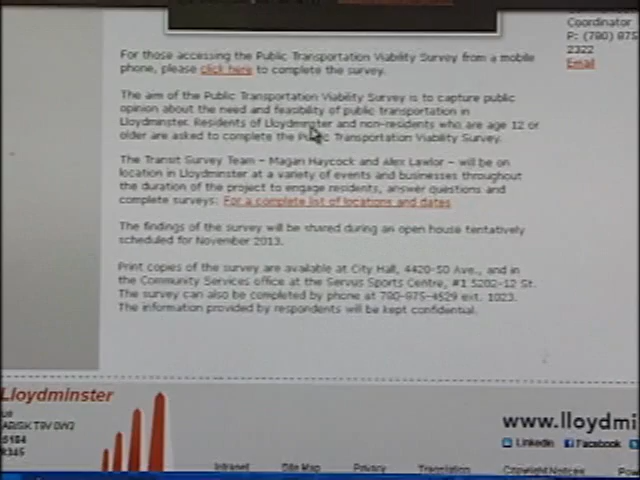 Coordinator
P: (780) 875
2322
Email
For those accessing the Public Transportation Viability Survey from a mobile
phone, please click here to complete the survey.
The aim of the Public Transportation Viability Survey is to capture public
opinion about the need and feasibility of public transportation in
Lloydminster. Residents of Lloydminster and non-residents who are age 12 or
older are asked to complete the Public Transportation Viability Survey.
The Transit Survey Team - Magan Haycock and Alex Lawlor - will be on
location in Lloydminster at a variety of events and businesses throughout
the duration of the project to engage residents, answer questions and
complete surveys: For a complete list of locations and dates
The findings of the survey will be shared during an open house tentatively
scheduled for November 2013.
Print copies of the survey are available at City Hall, 4420-50 Ave., and in
the Community Services office at the Servus Sports Centre, #1 5202-12 St.
The survey can also be completed by phone at 780-875-4529 ext. 1023.
The information provided by respondents will be kept confidential.
Lloydminster
AB/SK T9V 0W3
6184
8345
www.lloydmi
LinkedIn Facebook
Intranet Site Map Privacy Translation Copyright Notices Pow